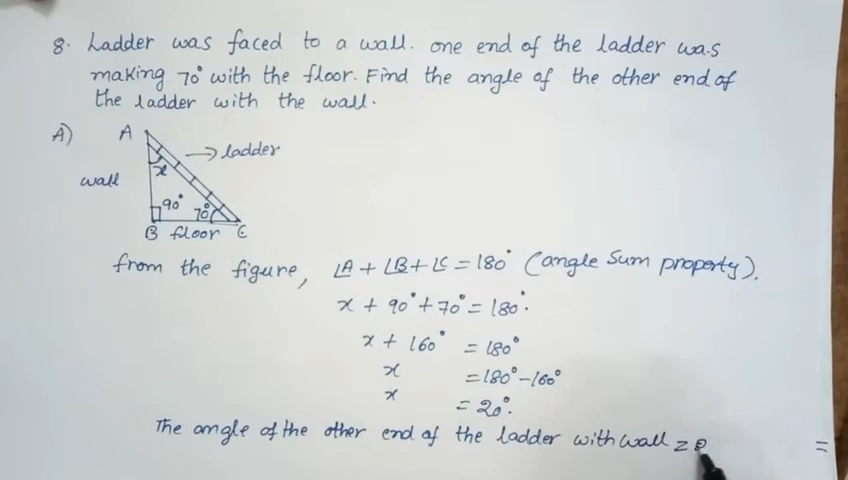 8. Ladder was faced to a wall. one end of the ladder was
making 70° with the floor. Find the angle of the other end of
the ladder with the wall.
A)
A
→ ladder
x
wall
90° 70°
B floor C
from the figure, ∠A + ∠B + ∠C = 180° (angle sum property).
x + 90° + 70° = 180°.
x + 160° = 180°
x = 180° - 160°
x = 20°.
The angle of the other end of the ladder with wall =